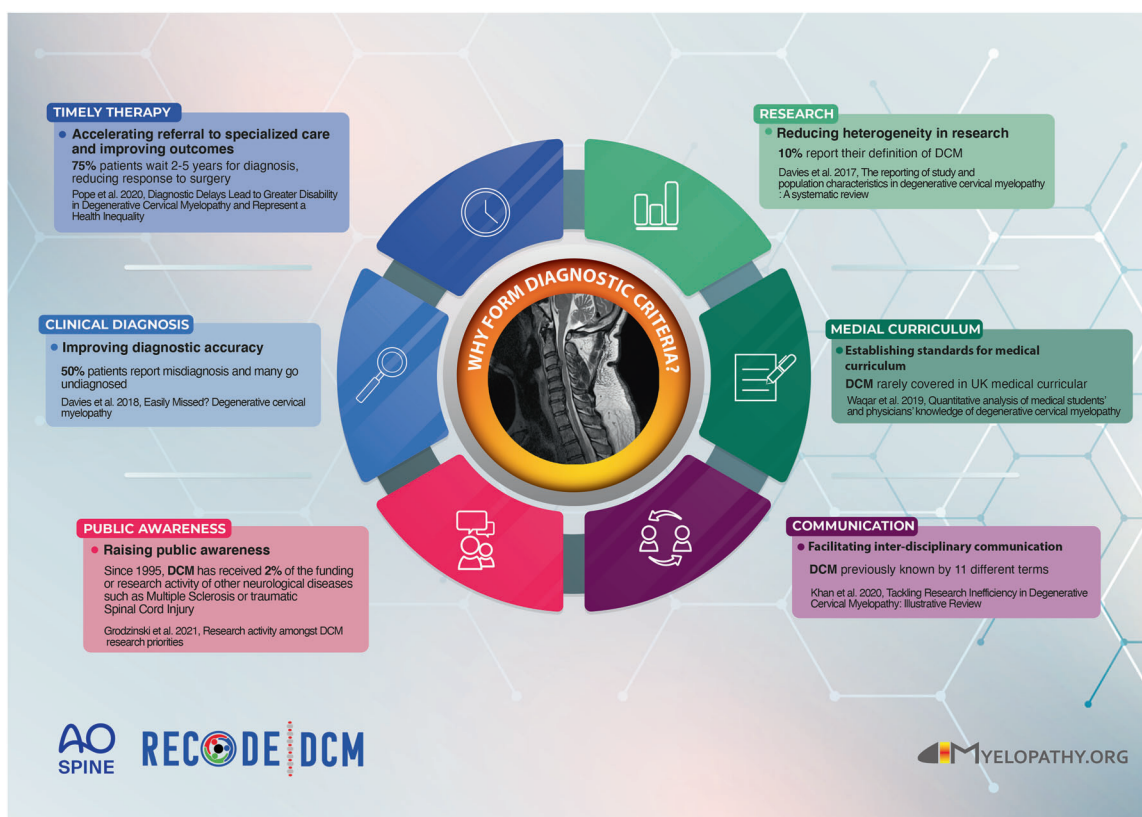 TIMELY THERAPY
Accelerating referral to specialized care
and improving outcomes
75% patients wait 2-5 years for diagnosis,
reducing response to surgery
Pope et al. 2020, Diagnostic Delays Lead to Greater Disability
in Degenerative Cervical Myelopathy and Represent a
Health Inequality
CLINICAL DIAGNOSIS
Improving diagnostic accuracy
50% patients report misdiagnosis and many go
undiagnosed
Davies et al. 2018, Easily Missed? Degenerative cervical
myelopathy
PUBLIC AWARENESS
Raising public awareness
Since 1995, DCM has received 2% of the funding
or research activity of other neurological diseases
such as Multiple Sclerosis or traumatic
Spinal Cord Injury
Grodzinski et al. 2021, Research activity amongst DCM
research priorities
WHY FORM DIAGNOSTIC CRITERIA?
RESEARCH
Reducing heterogeneity in research
10% report their definition of DCM
Davies et al. 2017, The reporting of study and
population characteristics in degenerative cervical myelopathy
: A systematic review
MEDIAL CURRICULUM
Establishing standards for medical
curriculum
DCM rarely covered in UK medical curricular
Waqar et al. 2019, Quantitative analysis of medical students'
and physicians' knowledge of degenerative cervical myelopathy
COMMUNICATION
Facilitating inter-disciplinary communication
DCM previously known by 11 different terms
Khan et al. 2020, Tackling Research Inefficiency in Degenerative
Cervical Myelopathy: Illustrative Review
AO
SPINE
RECODE DCM
MYELOPATHY.ORG